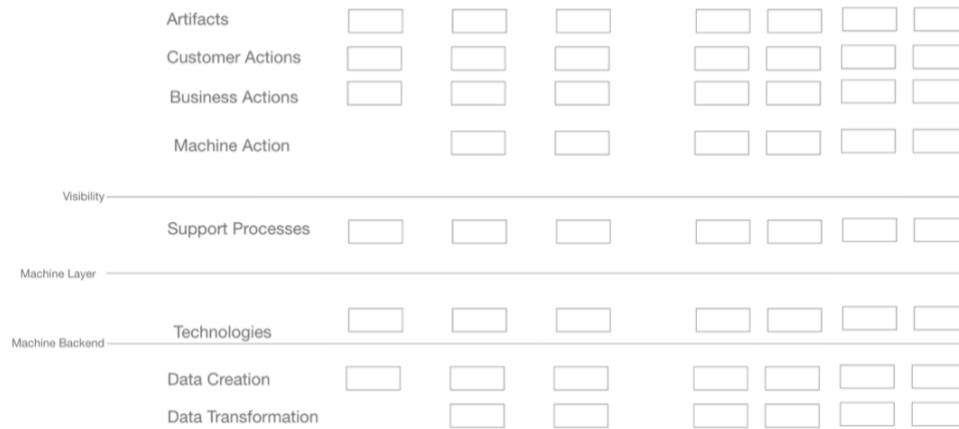 Artifacts
Customer Actions
Business Actions
Machine Action
Visibility
Support Processes
Machine Layer
Technologies
Machine Backend
Data Creation
Data Transformation